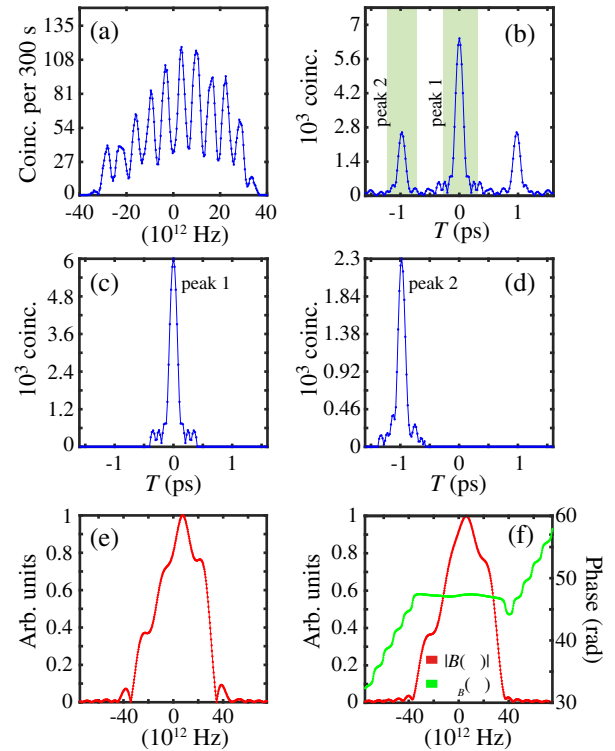 (a)
Coinc. per 300 s
135
108
81
54
27
0
-40 -20 0 20 40
(10¹² Hz)
(b)
10³ coinc.
7
5.6
4.2
2.8
1.4
0
peak 2
peak 1
-1 0 1
T (ps)
(c)
10³ coinc.
6
4.8
3.6
2.4
1.2
0
peak 1
-1 0 1
T (ps)
(d)
10³ coinc.
2.3
1.84
1.38
0.92
0.46
0
peak 2
-1 0 1
T (ps)
(e)
Arb. units
1
0.8
0.6
0.4
0.2
0
-40 0 40
(10¹² Hz)
(f)
Arb. units
1
0.8
0.6
0.4
0.2
0
|B( )|
B( )
-40 0 40
(10¹² Hz)
60
50
40
30
Phase (rad)